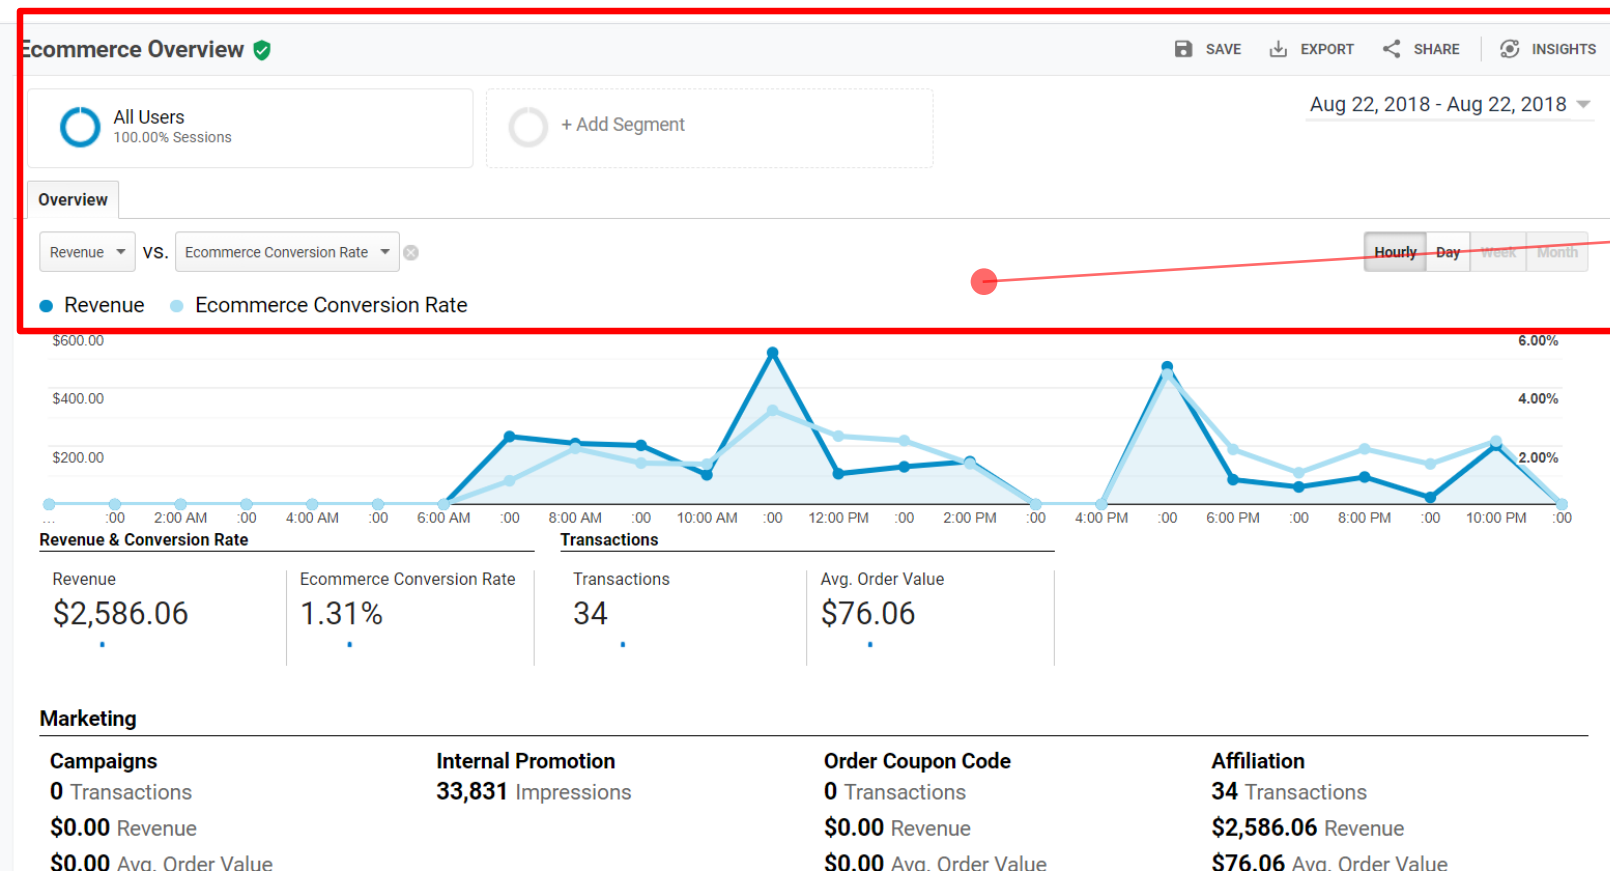 Ecommerce Overview
SAVE EXPORT SHARE INSIGHTS
All Users
100.00% Sessions
+ Add Segment
Aug 22, 2018 - Aug 22, 2018
Overview
Revenue VS. Ecommerce Conversion Rate
Hourly Day Week Month
Revenue Ecommerce Conversion Rate
$600.00 6.00%
$400.00 4.00%
$200.00 2.00%
... :00 2:00 AM :00 4:00 AM :00 6:00 AM :00 8:00 AM :00 10:00 AM :00 12:00 PM :00 2:00 PM :00 4:00 PM :00 6:00 PM :00 8:00 PM :00 10:00 PM :00
Revenue & Conversion Rate
Transactions
Revenue Ecommerce Conversion Rate Transactions Avg. Order Value
$2,586.06 1.31% 34 $76.06
Marketing
Campaigns Internal Promotion Order Coupon Code Affiliation
0 Transactions 33,831 Impressions 0 Transactions 34 Transactions
$0.00 Revenue $0.00 Revenue $2,586.06 Revenue
$0.00 Avg. Order Value $0.00 Avg. Order Value $76.06 Avg. Order Value